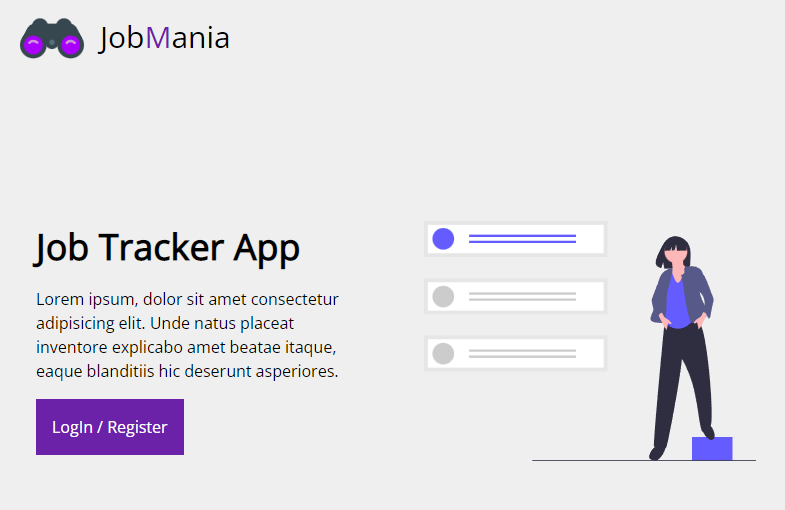 JobMania
Job Tracker App
Lorem ipsum, dolor sit amet consectetur
adipisicing elit. Unde natus placeat
inventore explicabo amet beatae itaque,
eaque blanditiis hic deserunt asperiores.
LogIn / Register